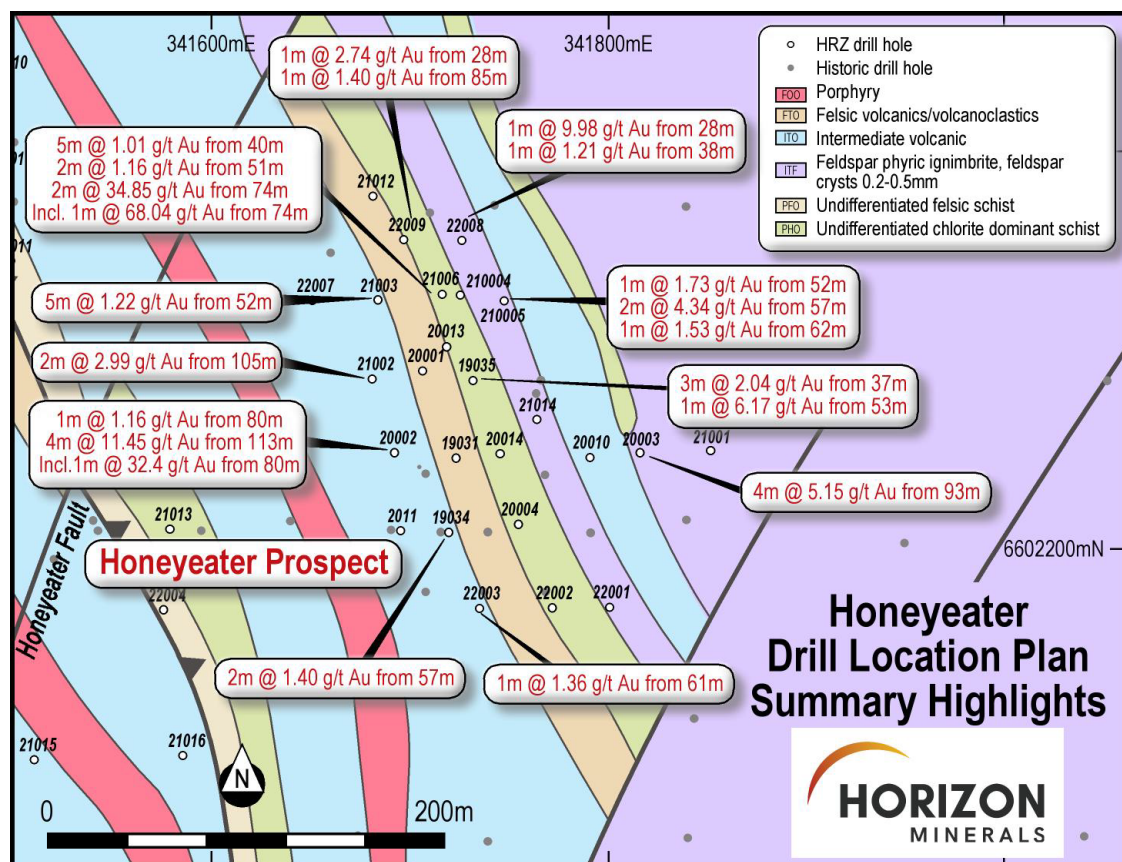 341600mE
341800mE
HRZ drill hole
Historic drill hole
FOO Porphyry
FTO Felsic volcanics/volcanoclastics
ITO Intermediate volcanic
ITF Feldspar phyric ignimbrite, feldspar
crysts 0.2-0.5mm
PFO Undifferentiated felsic schist
PHO Undifferentiated chlorite dominant schist
1m @ 2.74 g/t Au from 28m
1m @ 1.40 g/t Au from 85m
1m @ 9.98 g/t Au from 28m
1m @ 1.21 g/t Au from 38m
5m @ 1.01 g/t Au from 40m
2m @ 1.16 g/t Au from 51m
2m @ 34.85 g/t Au from 74m
Incl. 1m @ 68.04 g/t Au from 74m
21012
22009
22008
22007
21003
21006
210004
210005
5m @ 1.22 g/t Au from 52m
1m @ 1.73 g/t Au from 52m
2m @ 4.34 g/t Au from 57m
1m @ 1.53 g/t Au from 62m
20013
2m @ 2.99 g/t Au from 105m
21002
20001
19035
3m @ 2.04 g/t Au from 37m
1m @ 6.17 g/t Au from 53m
21014
1m @ 1.16 g/t Au from 80m
4m @ 11.45 g/t Au from 113m
Incl.1m @ 32.4 g/t Au from 80m
20002
19031
20014
20010
20003
21001
4m @ 5.15 g/t Au from 93m
21013
2011
19034
20004
Honeyeater Fault
Honeyeater Prospect
6602200mN
22004
22003
22002
22001
Honeyeater
Drill Location Plan
Summary Highlights
2m @ 1.40 g/t Au from 57m
1m @ 1.36 g/t Au from 61m
21015
21016
N
0
200m
HORIZON
MINERALS